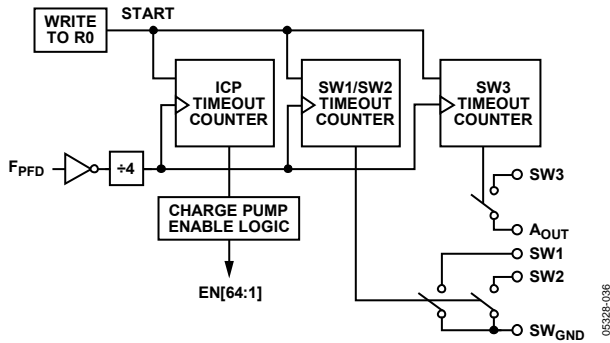 WRITE
TO R0
START
ICP
TIMEOUT
COUNTER
SW1/SW2
TIMEOUT
COUNTER
SW3
TIMEOUT
COUNTER
FPFD
÷4
CHARGE PUMP
ENABLE LOGIC
EN[64:1]
SW3
AOUT
SW1
SW2
SWGND
05328-036